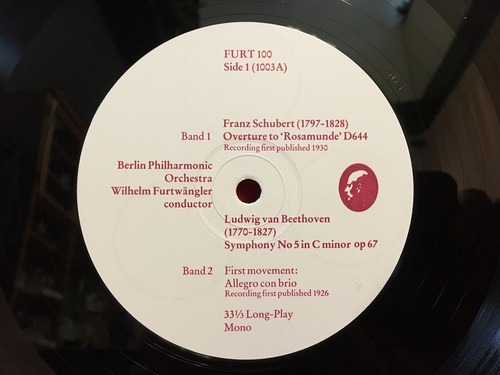 FURT 100
Side 1 (1003A)
Franz Schubert (1797-1828)
Band 1 Overture to ‘Rosamunde’ D644
Recording first published 1930
Berlin Philharmonic
Orchestra
Wilhelm Furtwängler
conductor
Ludwig van Beethoven
(1770-1827)
Symphony No 5 in C minor op 67
Band 2 First movement:
Allegro con brio
Recording first published 1926
33⅓ Long-Play
Mono